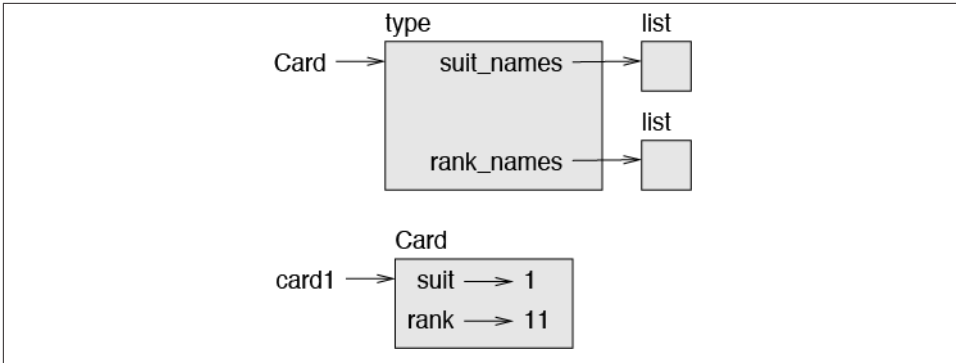 type
list
Card
suit_names
list
rank_names
Card
card1
suit
1
rank
11